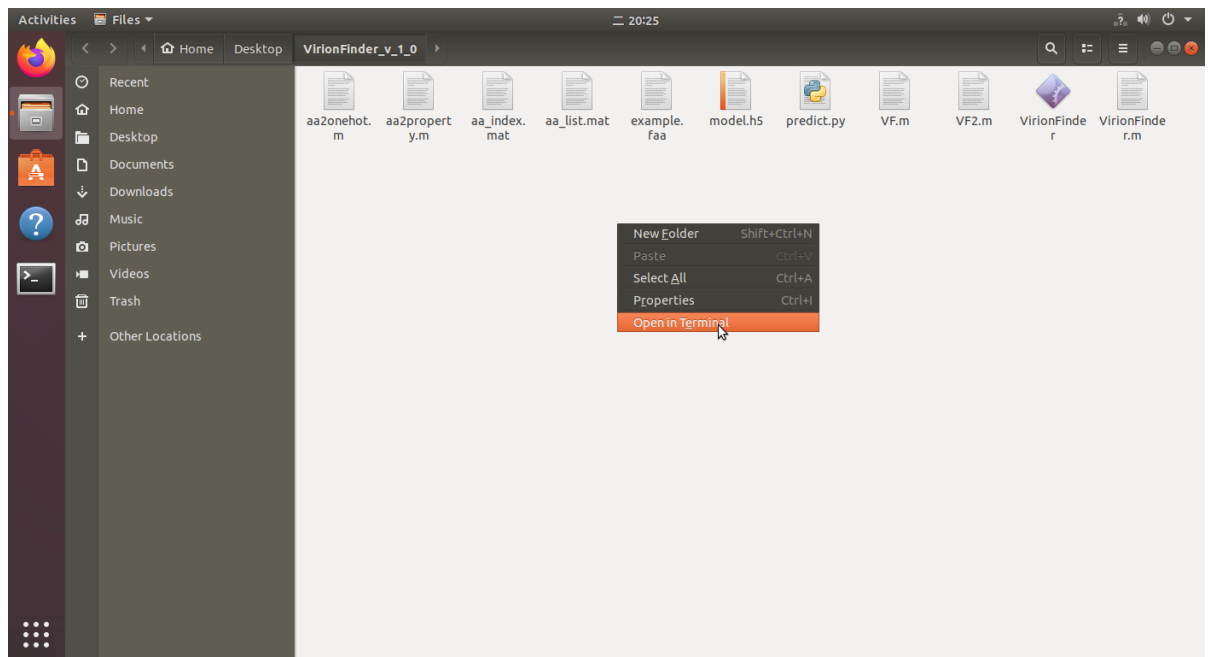 Activities Files 二 20:25
Home Desktop VirionFinder_v_1_0
Recent
Home
Desktop
Documents
Downloads
Music
Pictures
Videos
Trash
Other Locations
aa2onehot.
m
aa2propert
y.m
aa_index.
mat
aa_list.mat
example.
faa
model.h5
predict.py
VF.m
VF2.m
VirionFinde
r
VirionFinde
r.m
New Folder Shift+Ctrl+N
Paste Ctrl+V
Select All Ctrl+A
Properties Ctrl+I
Open in Terminal